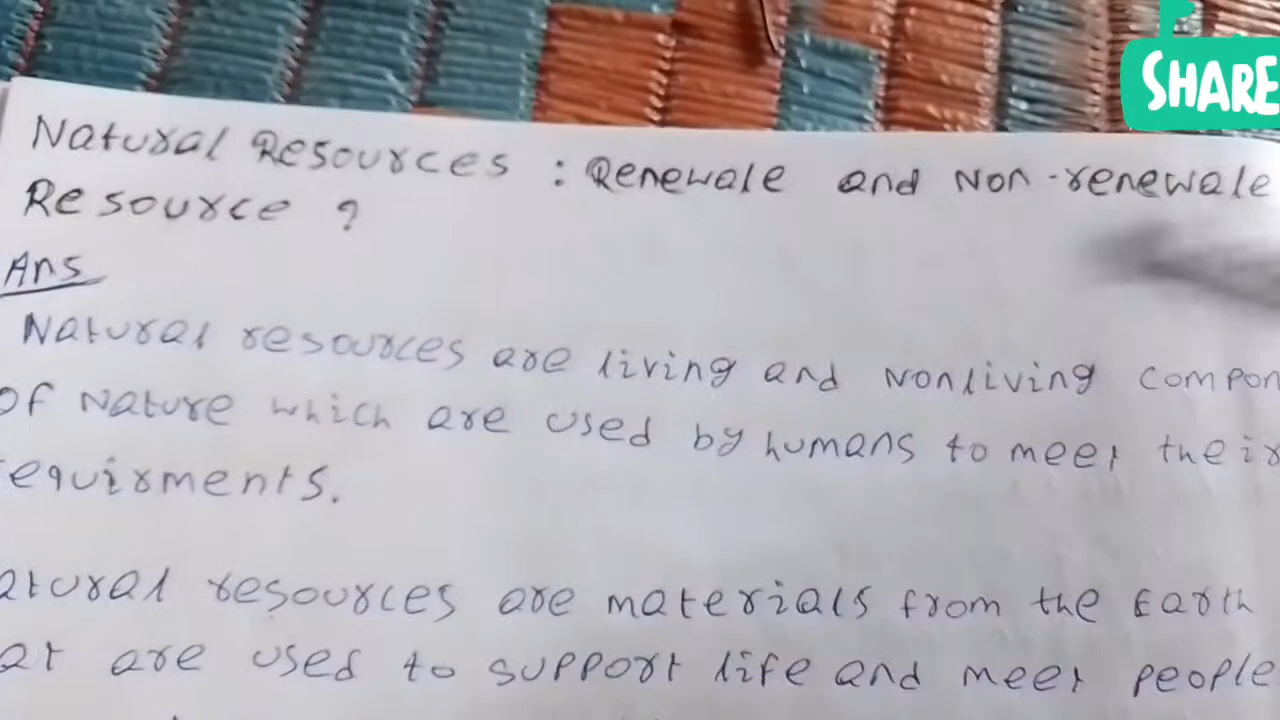 SHARE
Natural Resources : Renewale and Non-renewale
Resource ?
Ans
Natural resources are living and nonliving compon
of Nature which are used by humans to meet their
equirments.
atural resources are materials from the Earth
at are used to support life and meet people